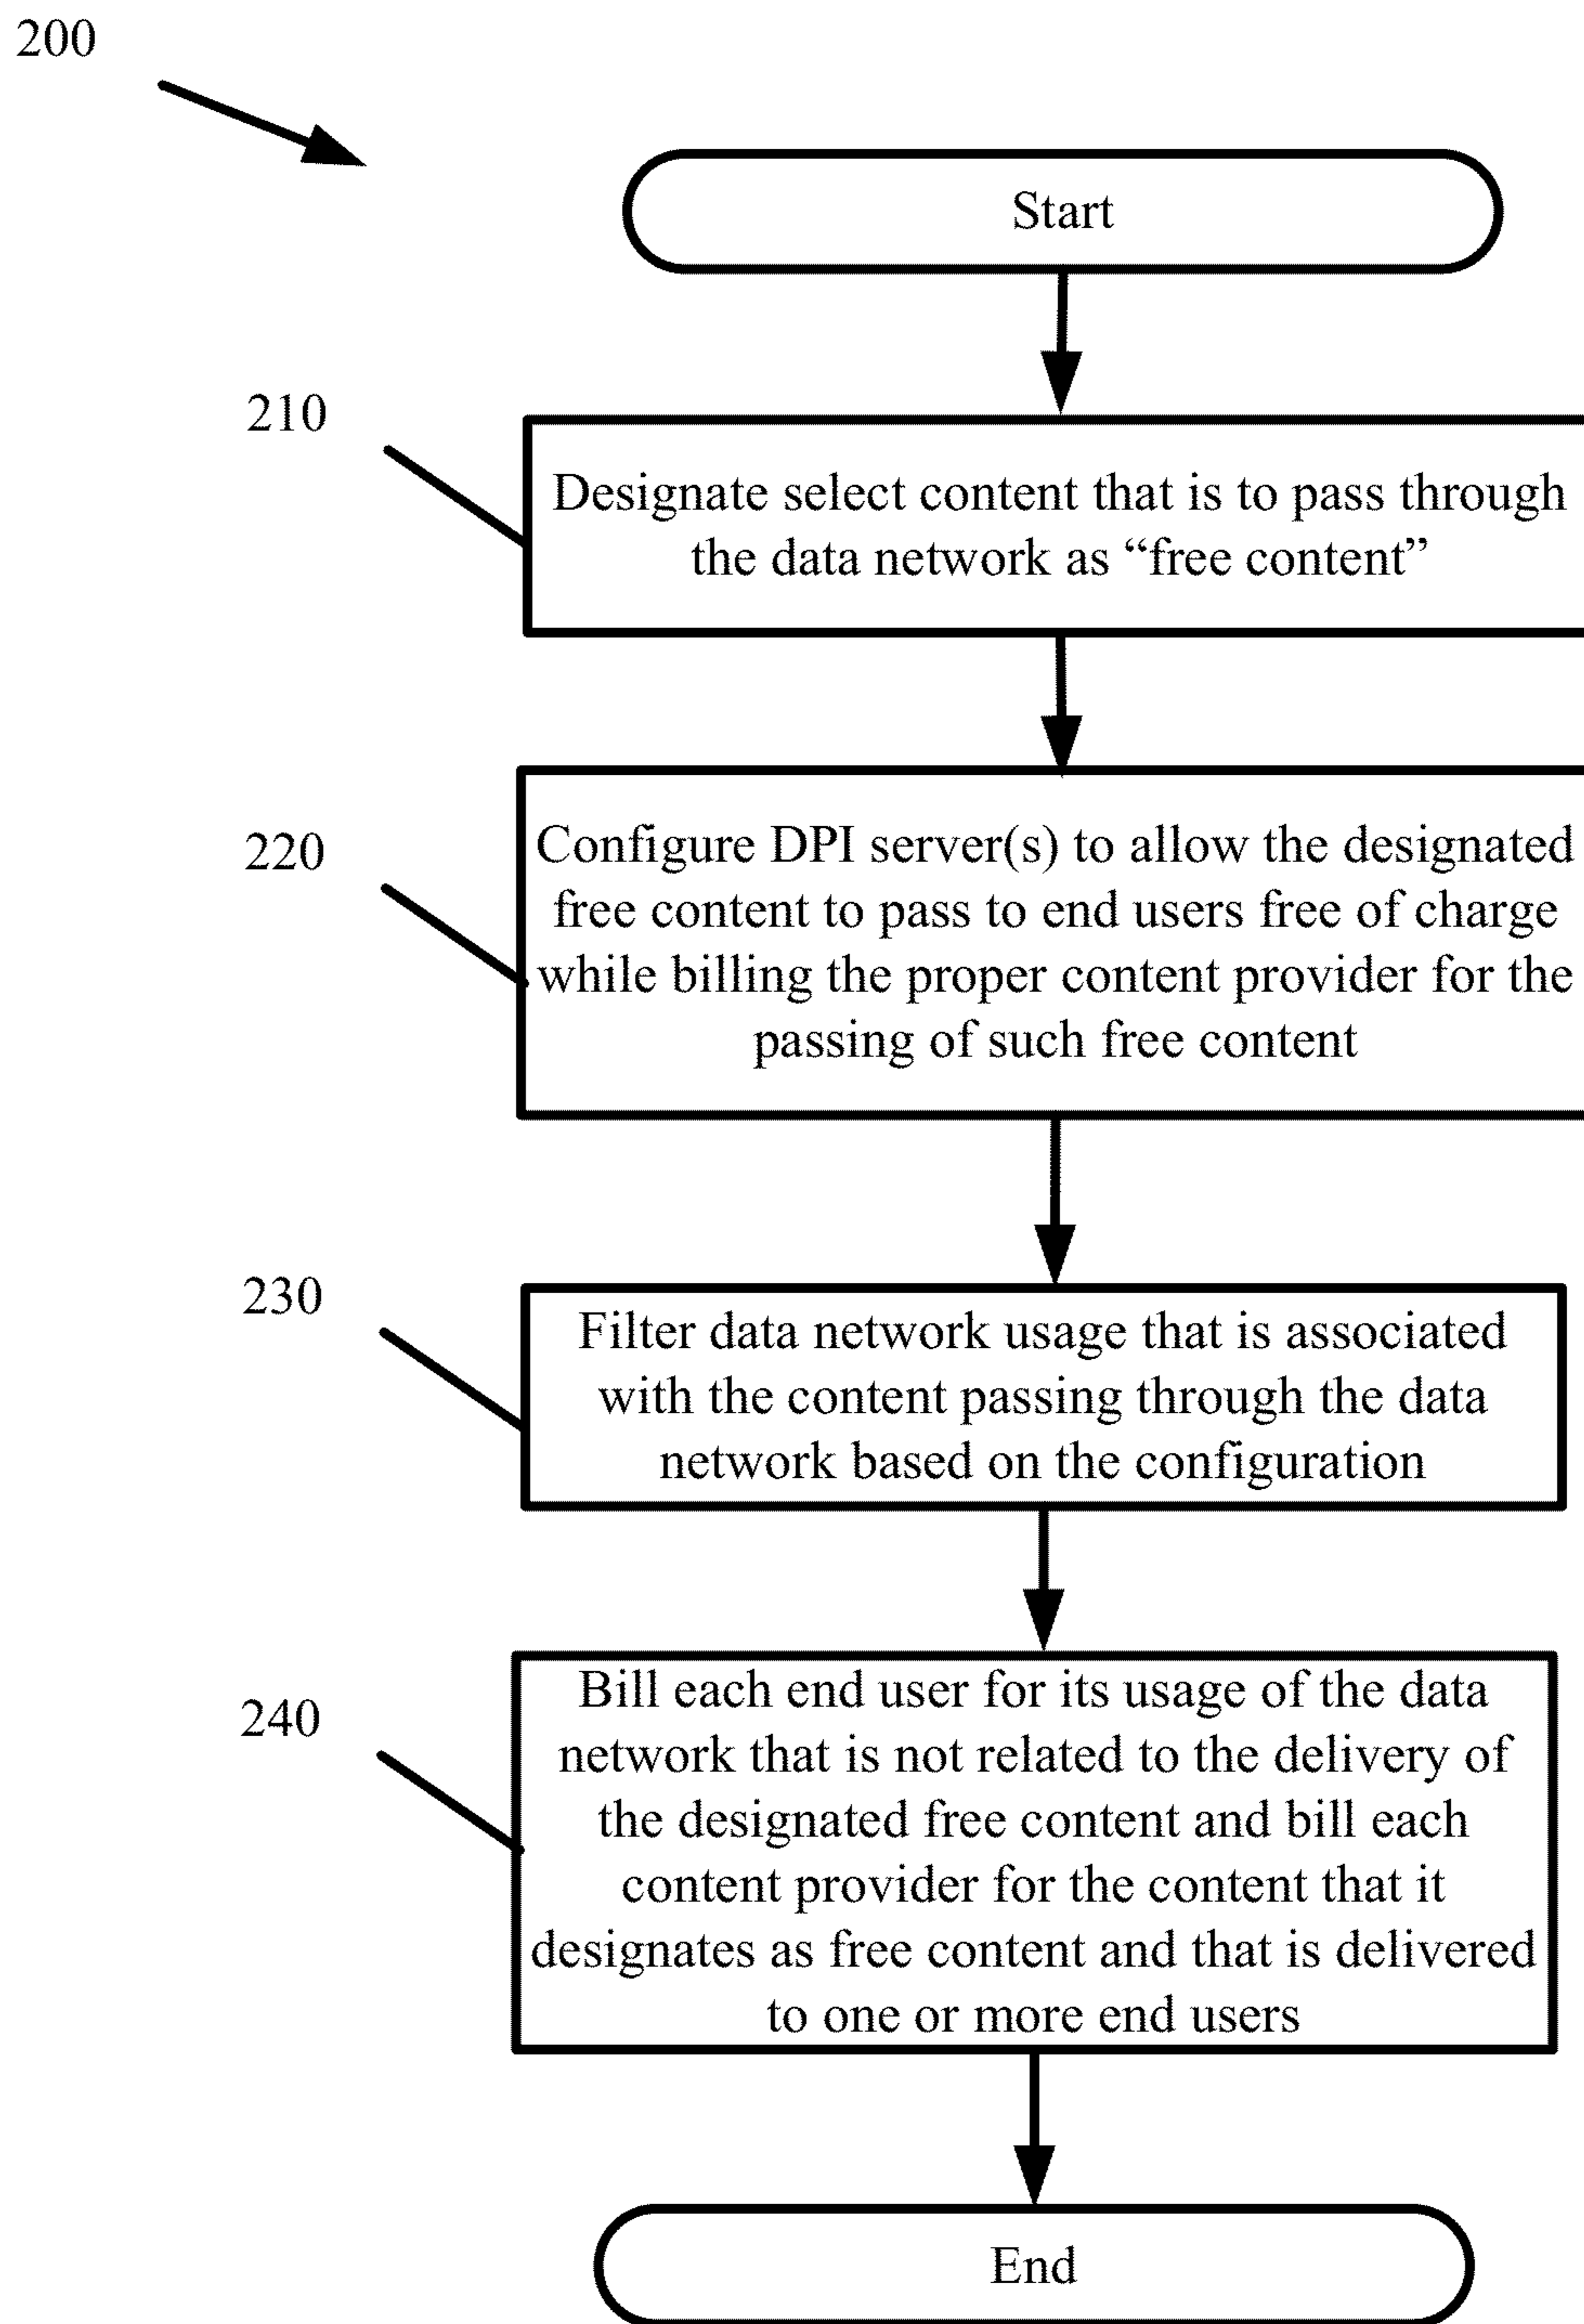 200
Start
210
Designate select content that is to pass through
the data network as “free content”
220
Configure DPI server(s) to allow the designated
free content to pass to end users free of charge
while billing the proper content provider for the
passing of such free content
230
Filter data network usage that is associated
with the content passing through the data
network based on the configuration
240
Bill each end user for its usage of the data
network that is not related to the delivery of
the designated free content and bill each
content provider for the content that it
designates as free content and that is delivered
to one or more end users
End